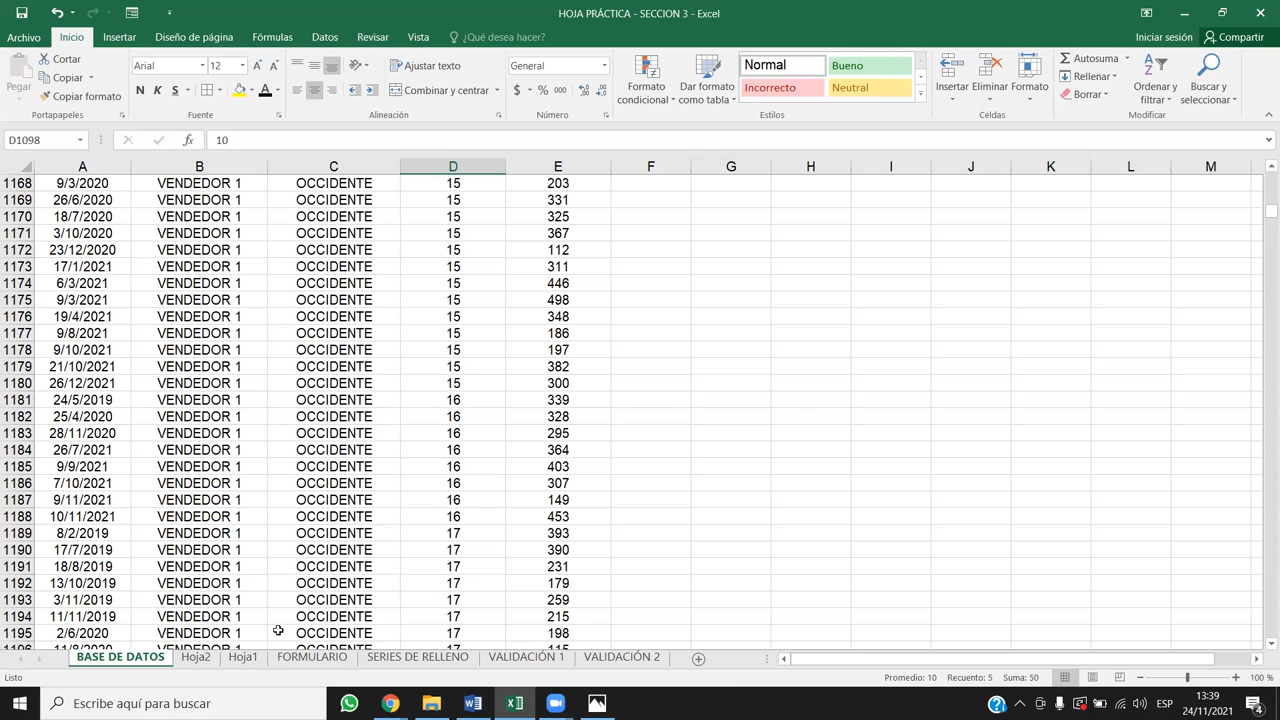 HOJA PRÁCTICA - SECCION 3 - Excel
Archivo Inicio Insertar Diseño de página Fórmulas Datos Revisar Vista ¿Qué desea hacer? Iniciar sesión Compartir
Pegar Cortar Copiar Copiar formato
Arial 12
N K S
Ajustar texto
Combinar y centrar
General
$ % 000
Formato condicional
Dar formato como tabla
Normal Bueno
Incorrecto Neutral
Insertar Eliminar Formato
Autosuma
Rellenar
Borrar
Ordenar y filtrar
Buscar y seleccionar
Portapapeles Fuente Alineación Número Estilos Celdas Modificar
D1098 fx 10
A B C D E F G H I J K L M
1168 9/3/2020 VENDEDOR 1 OCCIDENTE 15 203
1169 26/6/2020 VENDEDOR 1 OCCIDENTE 15 331
1170 18/7/2020 VENDEDOR 1 OCCIDENTE 15 325
1171 3/10/2020 VENDEDOR 1 OCCIDENTE 15 367
1172 23/12/2020 VENDEDOR 1 OCCIDENTE 15 112
1173 17/1/2021 VENDEDOR 1 OCCIDENTE 15 311
1174 6/3/2021 VENDEDOR 1 OCCIDENTE 15 446
1175 9/3/2021 VENDEDOR 1 OCCIDENTE 15 498
1176 19/4/2021 VENDEDOR 1 OCCIDENTE 15 348
1177 9/8/2021 VENDEDOR 1 OCCIDENTE 15 186
1178 9/10/2021 VENDEDOR 1 OCCIDENTE 15 197
1179 21/10/2021 VENDEDOR 1 OCCIDENTE 15 382
1180 26/12/2021 VENDEDOR 1 OCCIDENTE 15 300
1181 24/5/2019 VENDEDOR 1 OCCIDENTE 16 339
1182 25/4/2020 VENDEDOR 1 OCCIDENTE 16 328
1183 28/11/2020 VENDEDOR 1 OCCIDENTE 16 295
1184 26/7/2021 VENDEDOR 1 OCCIDENTE 16 364
1185 9/9/2021 VENDEDOR 1 OCCIDENTE 16 403
1186 7/10/2021 VENDEDOR 1 OCCIDENTE 16 307
1187 9/11/2021 VENDEDOR 1 OCCIDENTE 16 149
1188 10/11/2021 VENDEDOR 1 OCCIDENTE 16 453
1189 8/2/2019 VENDEDOR 1 OCCIDENTE 17 393
1190 17/7/2019 VENDEDOR 1 OCCIDENTE 17 390
1191 18/8/2019 VENDEDOR 1 OCCIDENTE 17 231
1192 13/10/2019 VENDEDOR 1 OCCIDENTE 17 179
1193 3/11/2019 VENDEDOR 1 OCCIDENTE 17 259
1194 11/11/2019 VENDEDOR 1 OCCIDENTE 17 215
1195 2/6/2020 VENDEDOR 1 OCCIDENTE 17 198
BASE DE DATOS Hoja2 Hoja1 FORMULARIO SERIES DE RELLENO VALIDACIÓN 1 VALIDACIÓN 2
Listo Promedio: 10 Recuento: 5 Suma: 50 100 %
Escribe aquí para buscar ESP 13:39
24/11/2021